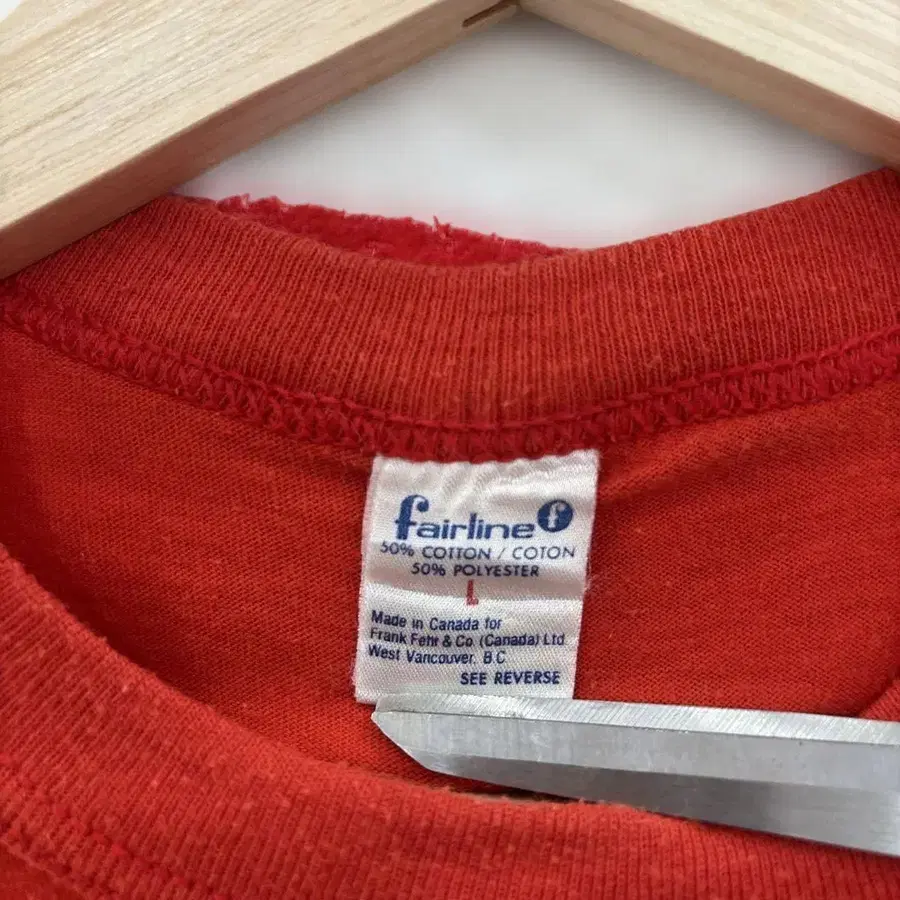 fairline f
50% COTTON / COTON
50% POLYESTER
L
Made in Canada for
Frank Fehr & Co. (Canada) Ltd.
West Vancouver, B.C
SEE REVERSE